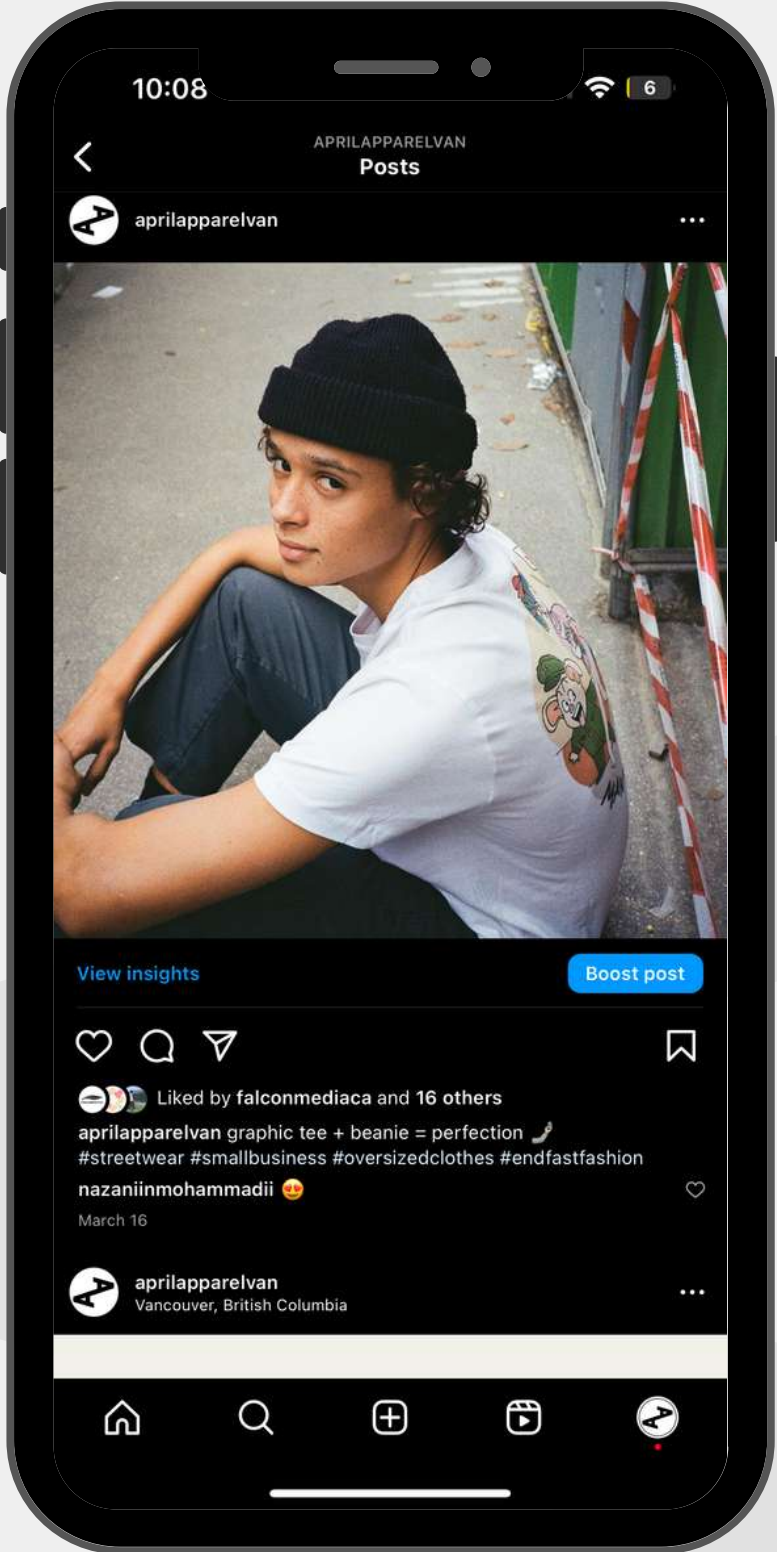 10:08
6
APRILAPPARELVAN
Posts
aprilapparelvan
View insights
Boost post
Liked by falconmediaca and 16 others
aprilapparelvan graphic tee + beanie = perfection 🤳
#streetwear #smallbusiness #oversizedclothes #endfastfashion
nazaniinmohammadii 😍
March 16
aprilapparelvan
Vancouver, British Columbia